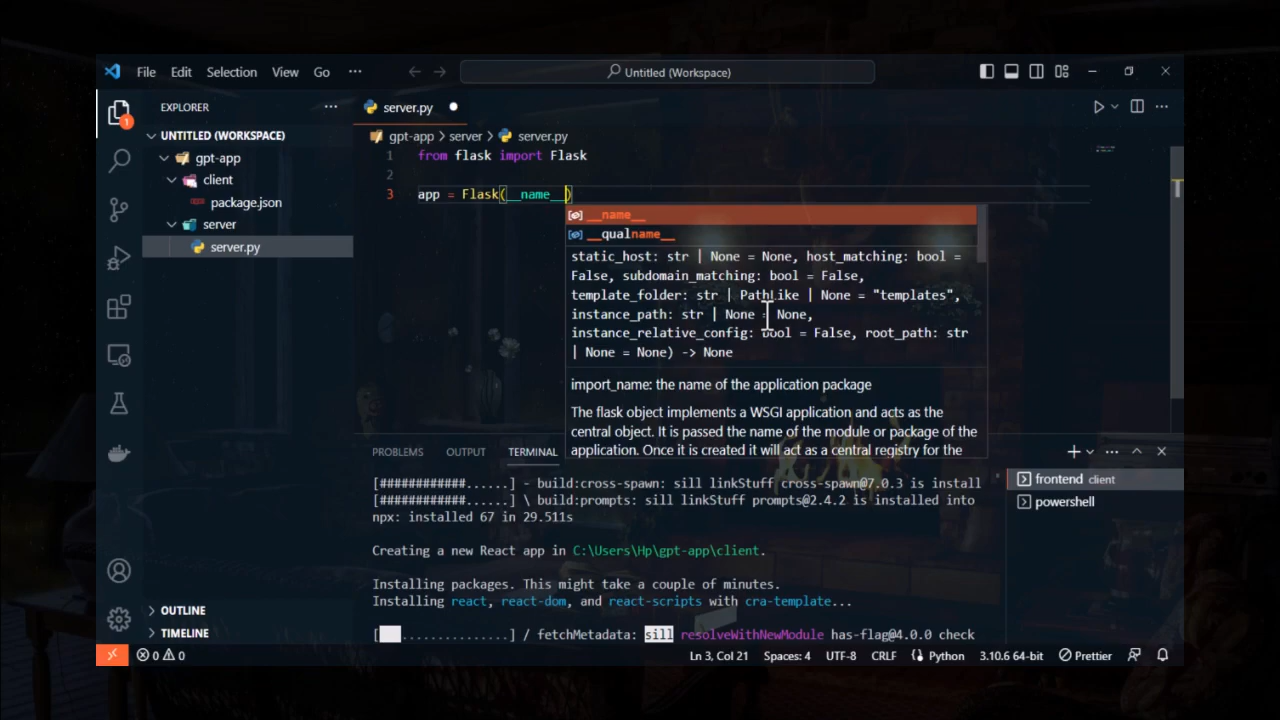 File Edit Selection View Go ··· Untitled (Workspace)
EXPLORER ···
server.py
UNTITLED (WORKSPACE)
gpt-app
client
package.json
server
server.py
1
gpt-app > server > server.py
1 from flask import Flask
2
3 app = Flask(__name__)
__name__
__qualname__
static_host: str | None = None, host_matching: bool =
False, subdomain_matching: bool = False,
template_folder: str | PathLike | None = "templates",
instance_path: str | None = None,
instance_relative_config: bool = False, root_path: str
| None = None) -> None
import_name: the name of the application package
The flask object implements a WSGI application and acts as the
central object. It is passed the name of the module or package of the
application. Once it is created it will act as a central registry for the
PROBLEMS OUTPUT TERMINAL
[############......] - build:cross-spawn: sill linkStuff cross-spawn@7.0.3 is install
[############......] \ build:prompts: sill linkStuff prompts@2.4.2 is installed into
npx: installed 67 in 29.511s
Creating a new React app in C:\Users\Hp\gpt-app\client.
Installing packages. This might take a couple of minutes.
Installing react, react-dom, and react-scripts with cra-template...
[  ...............] / fetchMetadata: sill resolveWithNewModule has-flag@4.0.0 check
frontend client
powershell
OUTLINE
TIMELINE
0 0 Ln 3, Col 21 Spaces: 4 UTF-8 CRLF Python 3.10.6 64-bit Prettier